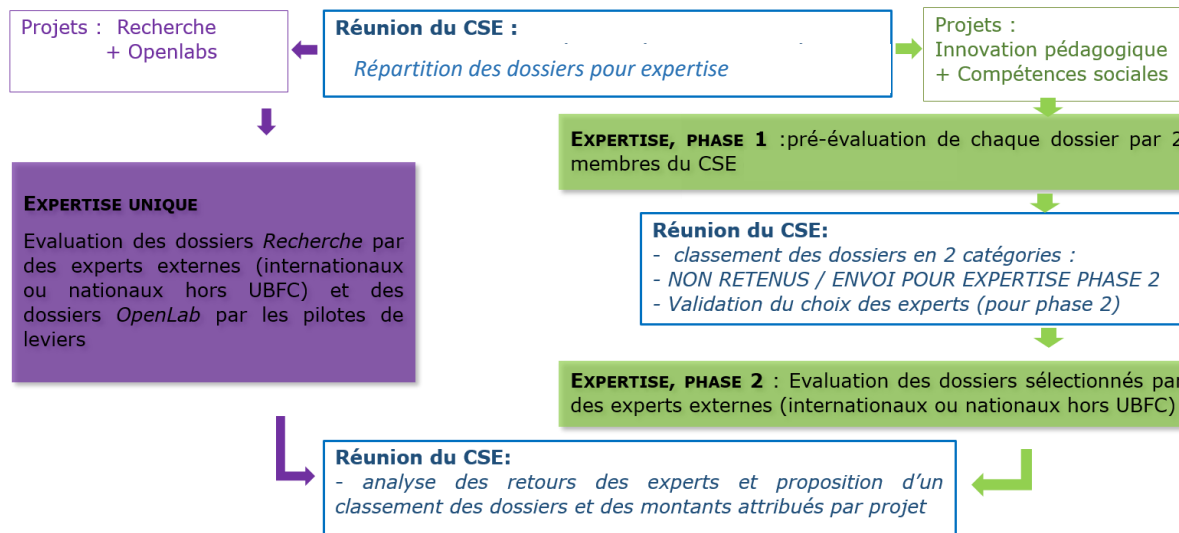 Projets : Recherche
+ Openlabs
Réunion du CSE :
Répartition des dossiers pour expertise
Projets :
Innovation pédagogique
+ Compétences sociales
EXPERTISE, PHASE 1 :pré-évaluation de chaque dossier par 2
membres du CSE
EXPERTISE UNIQUE
Evaluation des dossiers Recherche par
des experts externes (internationaux
ou nationaux hors UBFC) et des
dossiers OpenLab par les pilotes de
leviers
Réunion du CSE:
- classement des dossiers en 2 catégories :
- NON RETENUS / ENVOI POUR EXPERTISE PHASE 2
- Validation du choix des experts (pour phase 2)
EXPERTISE, PHASE 2 : Evaluation des dossiers sélectionnés par
des experts externes (internationaux ou nationaux hors UBFC)
Réunion du CSE:
- analyse des retours des experts et proposition d'un
classement des dossiers et des montants attribués par projet